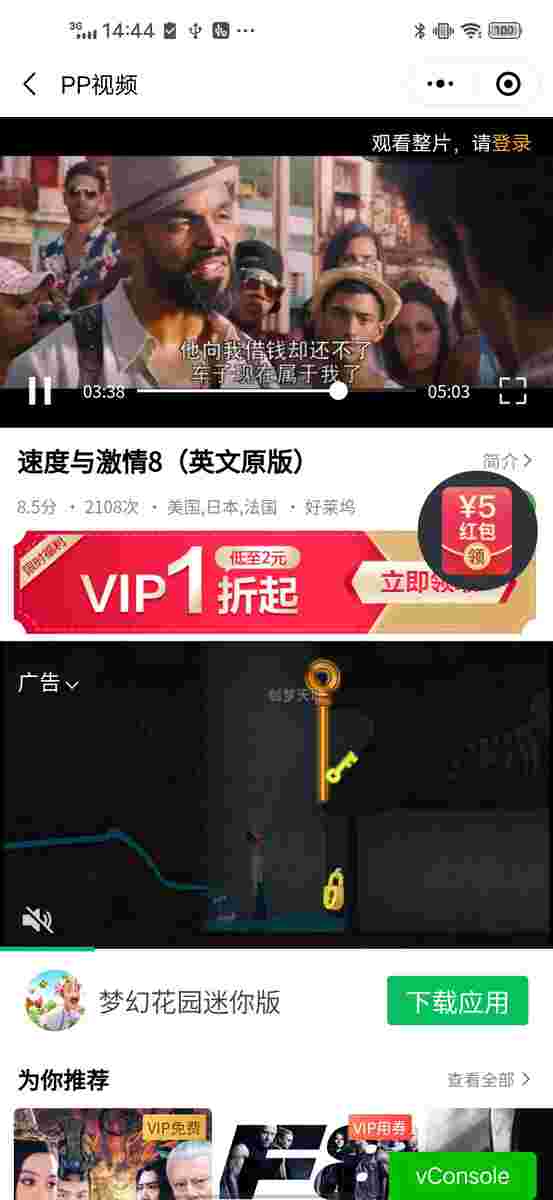 3G 14:44 100
PP视频
观看整片，请登录
他向我借钱却还不了
车子现在属于我了
03:38 05:03
速度与激情8（英文原版）
简介
8.5分 · 2108次 · 美国,日本,法国 · 好莱坞
¥5
红包
领
限时福利
VIP1折起
低至2元
立即领
广告
创梦天
梦幻花园迷你版
下载应用
为你推荐
查看全部
VIP免费
VIP用券
F8
vConsole